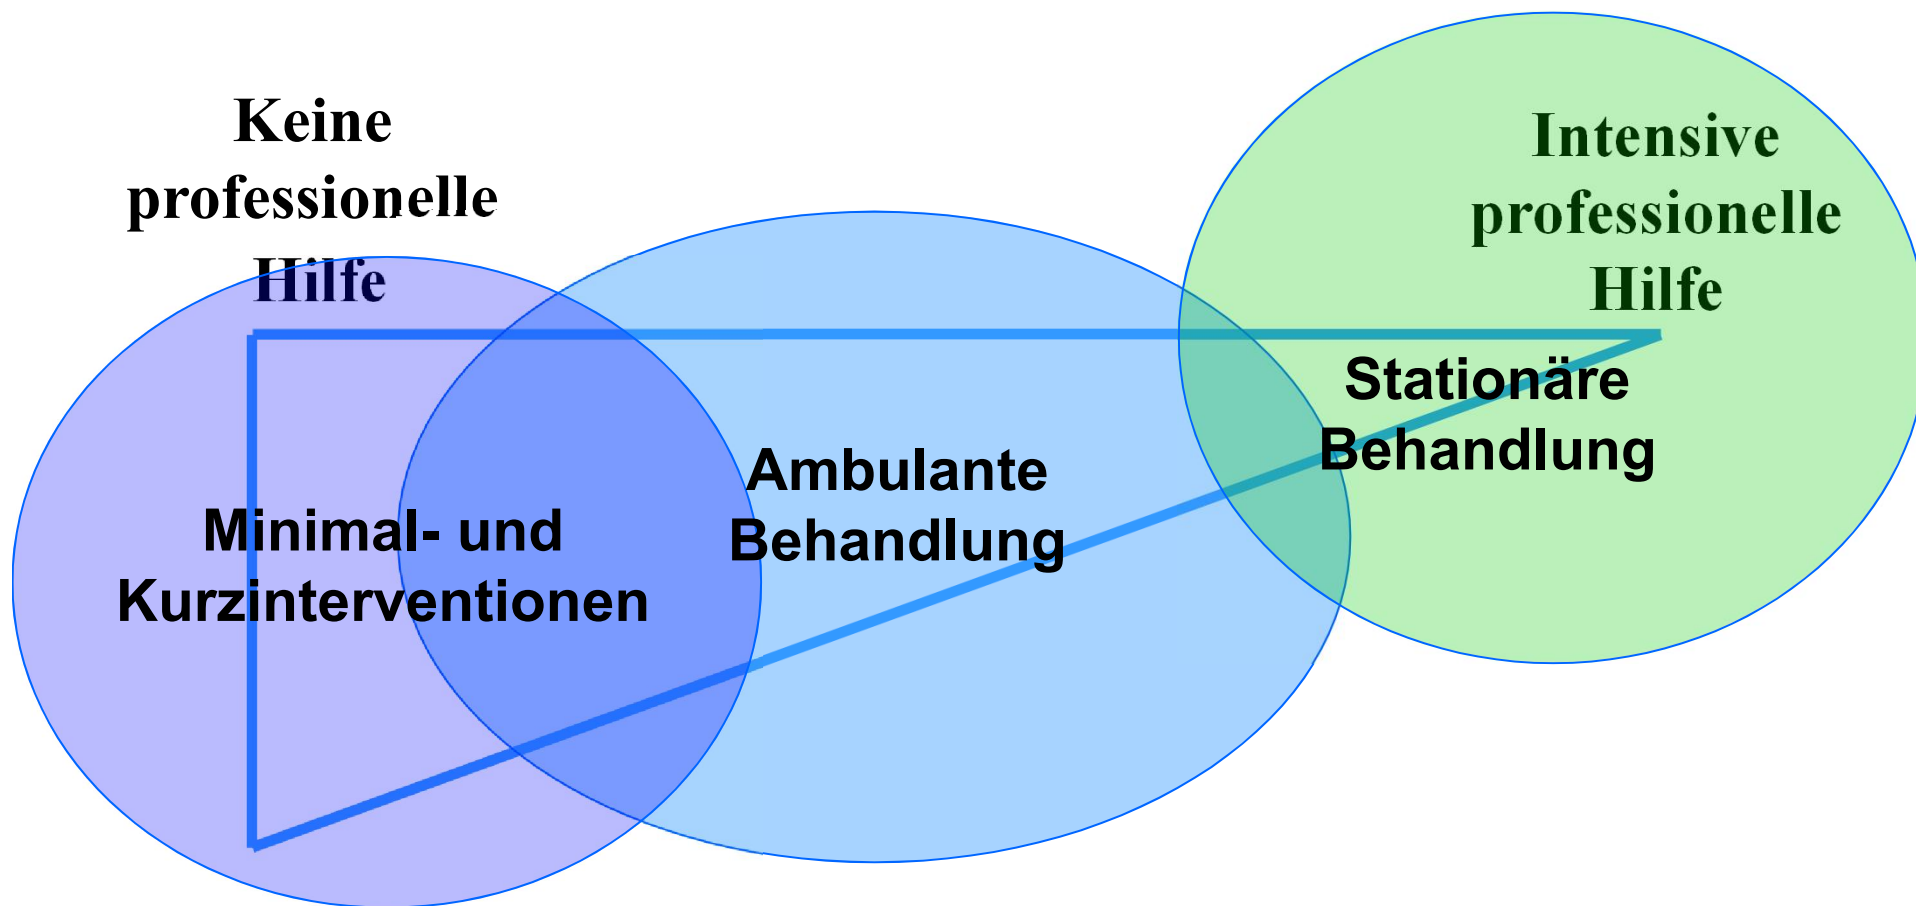 Keine
professionelle
Hilfe
Intensive
professionelle
Hilfe
Minimal- und
Kurzinterventionen
Ambulante
Behandlung
Stationäre
Behandlung